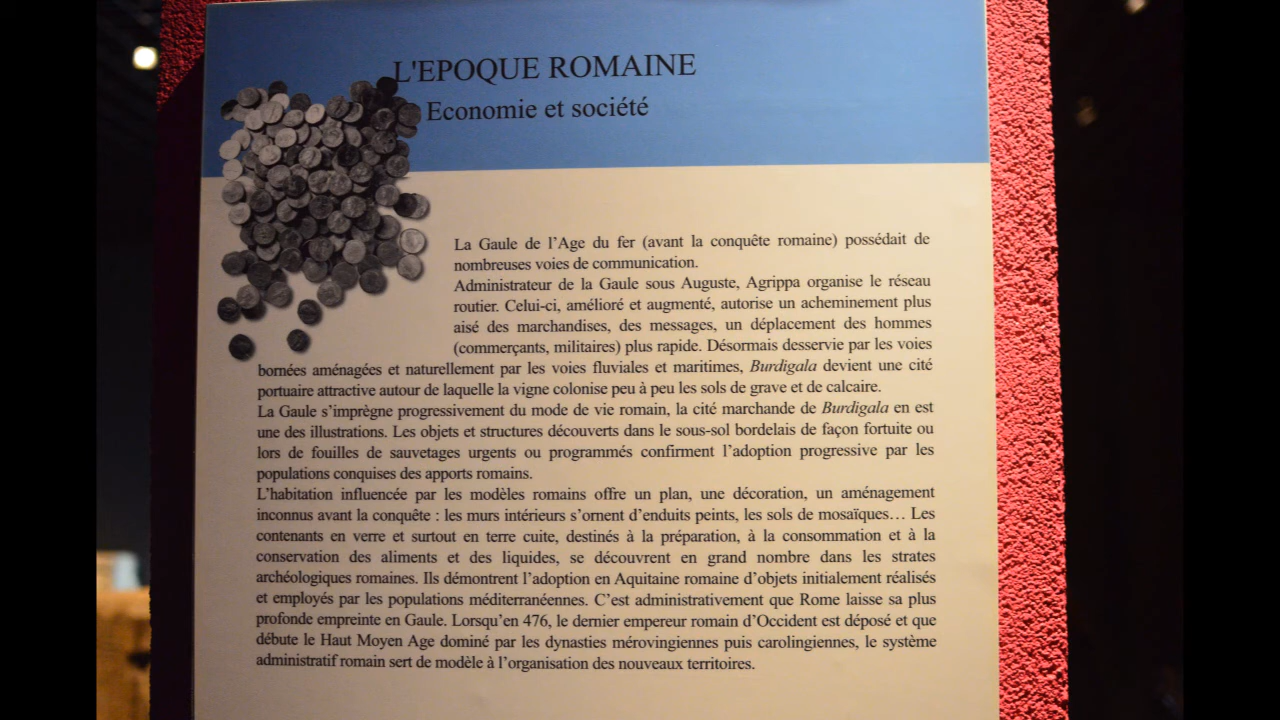 L'EPOQUE ROMAINE
Economie et société
La Gaule de l’Age du fer (avant la conquête romaine) possédait de
nombreuses voies de communication.
Administrateur de la Gaule sous Auguste, Agrippa organise le réseau
routier. Celui-ci, amélioré et augmenté, autorise un acheminement plus
aisé des marchandises, des messages, un déplacement des hommes
(commerçants, militaires) plus rapide. Désormais desservie par les voies
bornées aménagées et naturellement par les voies fluviales et maritimes, Burdigala devient une cité
portuaire attractive autour de laquelle la vigne colonise peu à peu les sols de grave et de calcaire.
La Gaule s’imprègne progressivement du mode de vie romain, la cité marchande de Burdigala en est
une des illustrations. Les objets et structures découverts dans le sous-sol bordelais de façon fortuite ou
lors de fouilles de sauvetages urgents ou programmés confirment l’adoption progressive par les
populations conquises des apports romains.
L’habitation influencée par les modèles romains offre un plan, une décoration, un aménagement
inconnus avant la conquête : les murs intérieurs s’ornent d’enduits peints, les sols de mosaïques… Les
contenants en verre et surtout en terre cuite, destinés à la préparation, à la consommation et à la
conservation des aliments et des liquides, se découvrent en grand nombre dans les strates
archéologiques romaines. Ils démontrent l’adoption en Aquitaine romaine d’objets initialement réalisés
et employés par les populations méditerranéennes. C’est administrativement que Rome laisse sa plus
profonde empreinte en Gaule. Lorsqu’en 476, le dernier empereur romain d’Occident est déposé et que
débute le Haut Moyen Age dominé par les dynasties mérovingiennes puis carolingiennes, le système
administratif romain sert de modèle à l’organisation des nouveaux territoires.